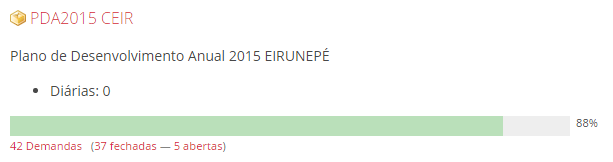 PDA2015 CEIR
Plano de Desenvolvimento Anual 2015 EIRUNEPÉ
Diárias: 0
88%
42 Demandas (37 fechadas — 5 abertas)